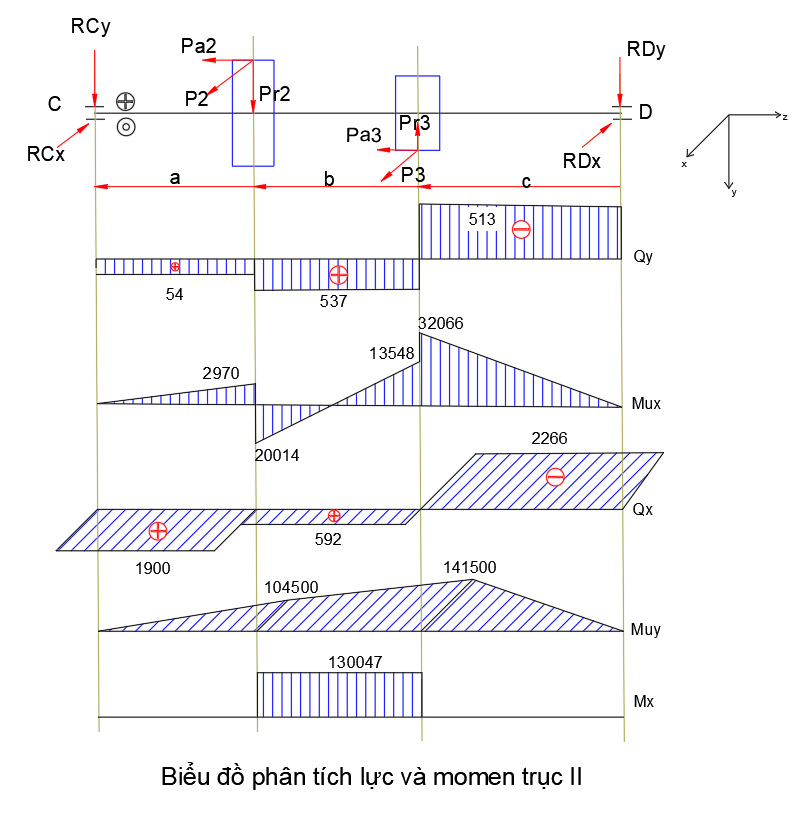 RCy
Pa2
RDy
P2
Pr2
C
D
z
Pr3
Pa3
RCx
RDx
x
P3
y
a
b
c
513
Qy
54
537
32066
13548
2970
Mux
20014
2266
Qx
592
1900
141500
104500
Muy
130047
Mx
Biểu đồ phân tích lực và momen trục II